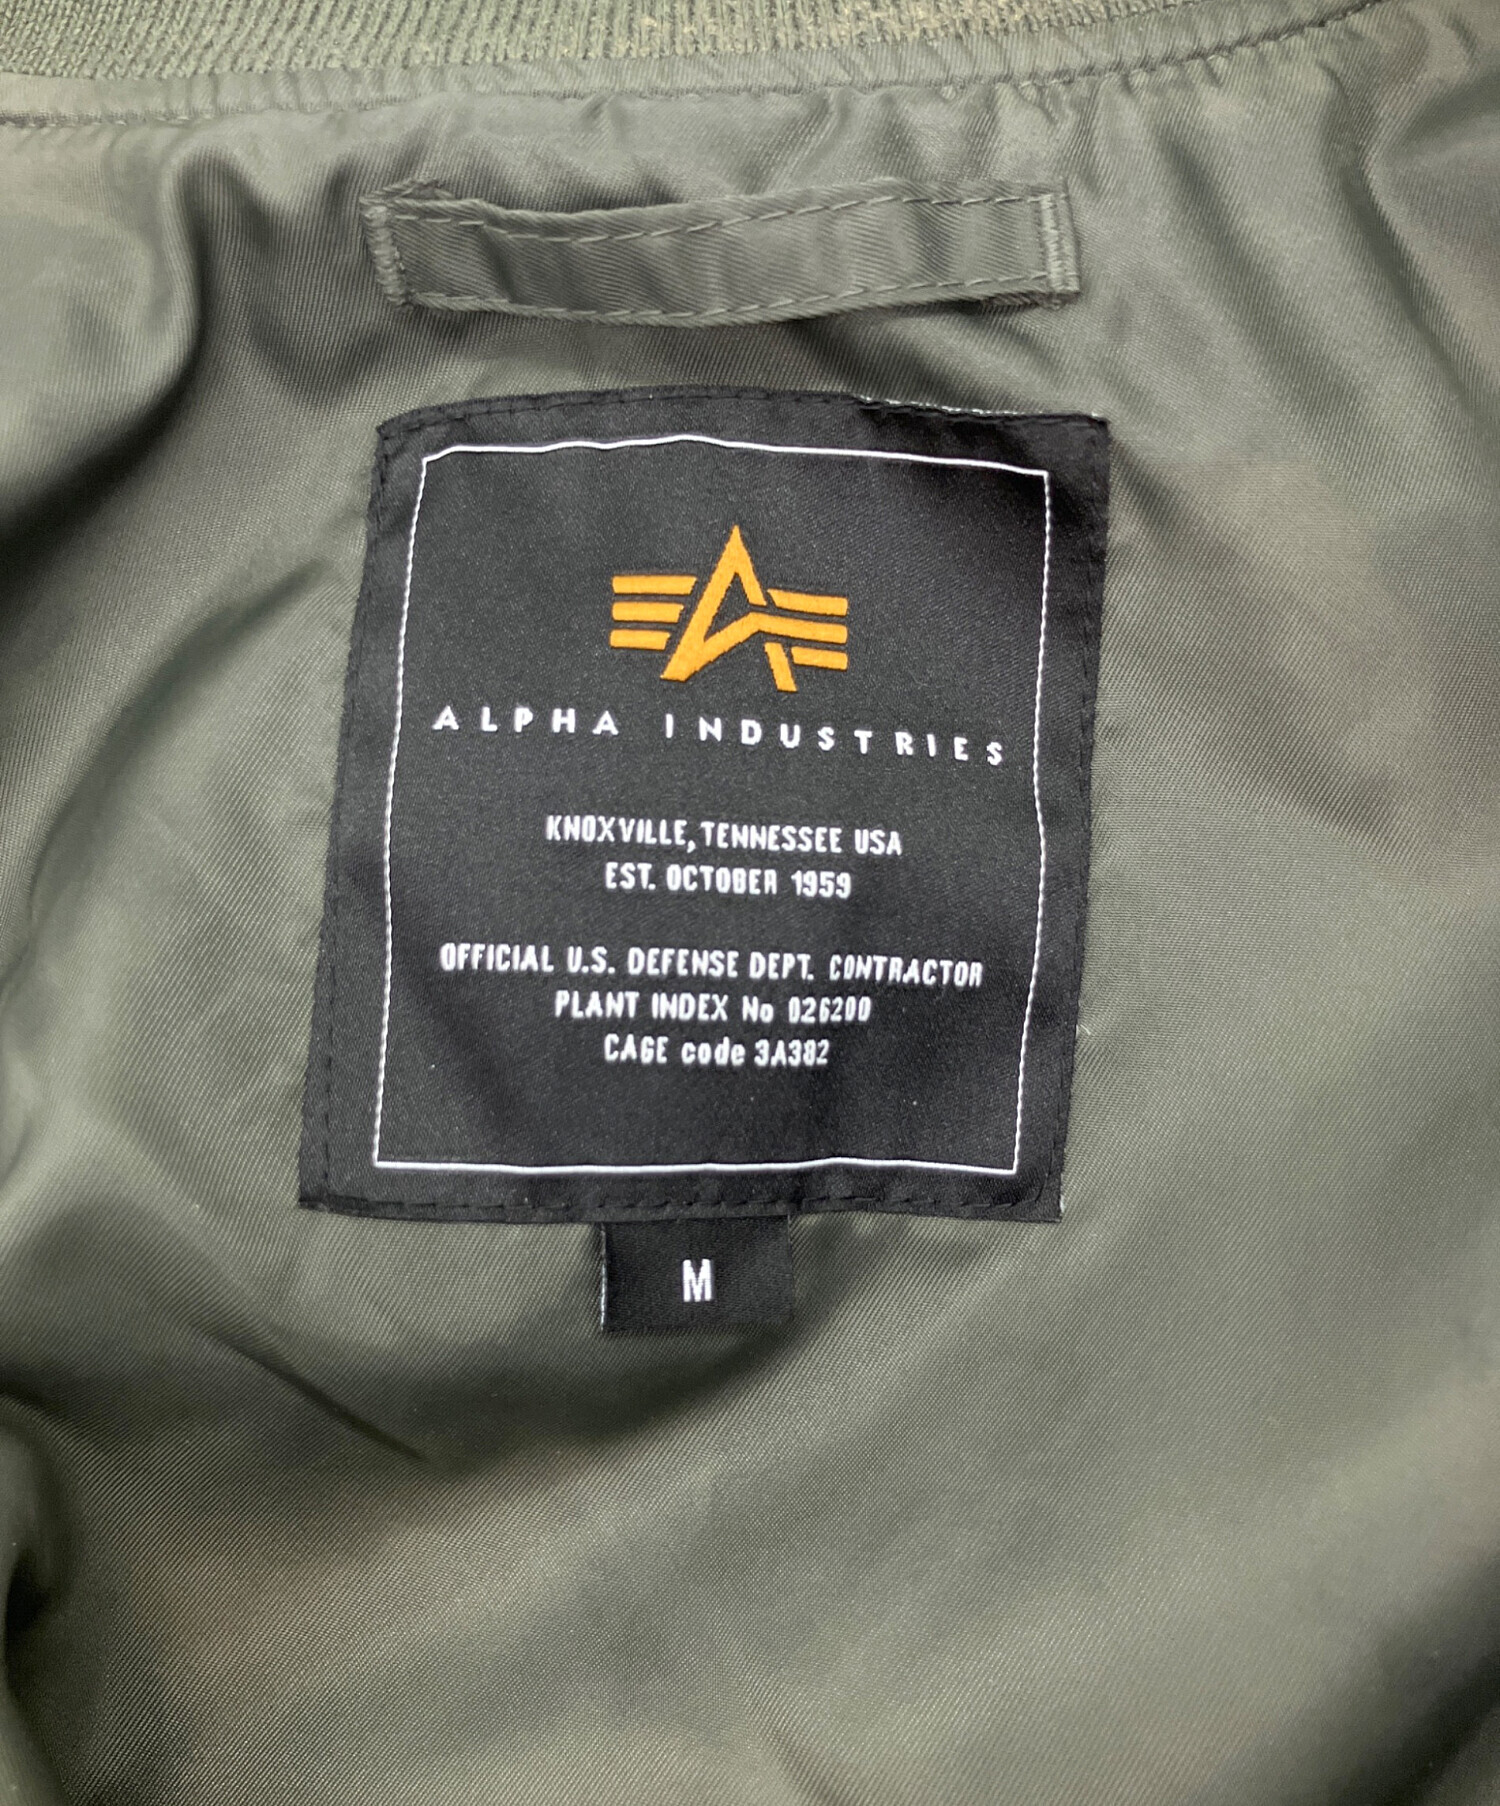 ALPHA INDUSTRIES
KNOXVILLE, TENNESSEE USA
EST. OCTOBER 1959
OFFICIAL U.S. DEFENSE DEPT. CONTRACTOR
PLANT INDEX No 026200
CAGE code 3A382
M